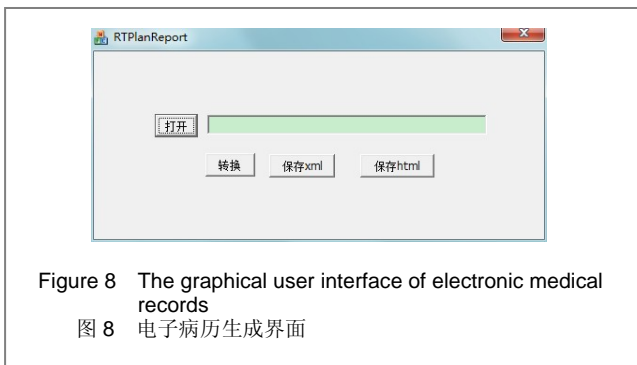 RTPlanReport
打开
转换 保存xml 保存html
Figure 8 The graphical user interface of electronic medical
records
图 8 电子病历生成界面